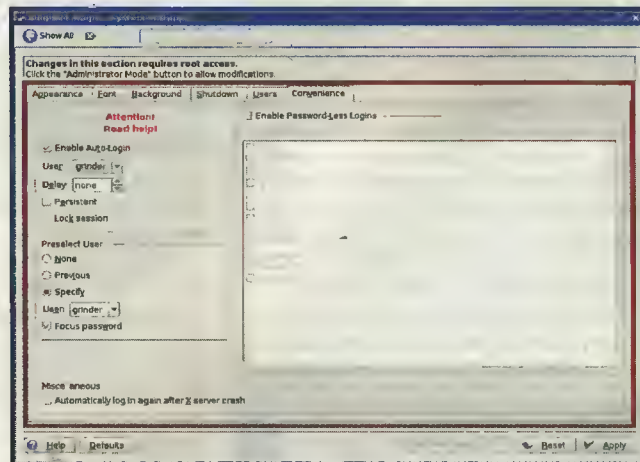 Show All
Changes in this section requires root access.
Click the "Administrator Mode" button to allow modifications.
Appearance Font Background Shutdown Users Convenience
Attention!
Read help!
Enable Password-Less Logins
Enable Auto-Login
User: grinder
Delay: none
Persistent
Lock session
Preselect User
None
Previous
Specify
User: grinder
Focus password
Miscellaneous
Automatically log in again after X server crash
Help Defaults Reset Apply